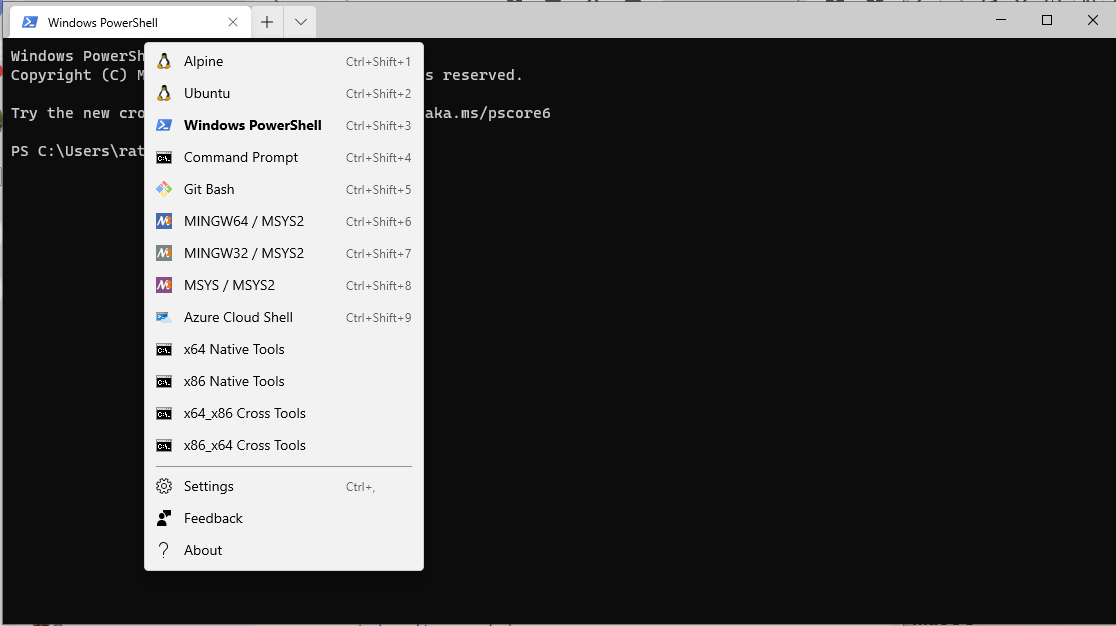 Windows PowerShell
Windows PowerSh
Copyright (C) M
s reserved.
Try the new cro
aka.ms/pscore6
PS C:\Users\rat
Alpine Ctrl+Shift+1
Ubuntu Ctrl+Shift+2
Windows PowerShell Ctrl+Shift+3
Command Prompt Ctrl+Shift+4
Git Bash Ctrl+Shift+5
MINGW64 / MSYS2 Ctrl+Shift+6
MINGW32 / MSYS2 Ctrl+Shift+7
MSYS / MSYS2 Ctrl+Shift+8
Azure Cloud Shell Ctrl+Shift+9
x64 Native Tools
x86 Native Tools
x64_x86 Cross Tools
x86_x64 Cross Tools
Settings Ctrl+,
Feedback
About